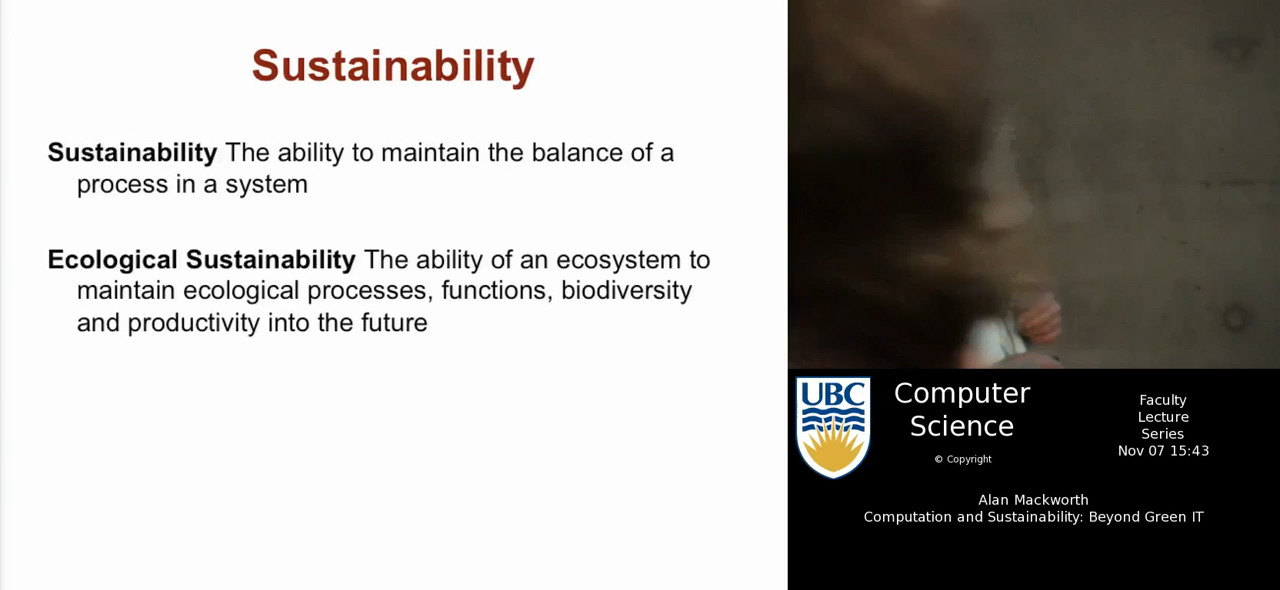 Sustainability
Sustainability The ability to maintain the balance of a
process in a system
Ecological Sustainability The ability of an ecosystem to
maintain ecological processes, functions, biodiversity
and productivity into the future
UBC
Computer
Science
© Copyright
Faculty
Lecture
Series
Nov 07 15:43
Alan Mackworth
Computation and Sustainability: Beyond Green IT